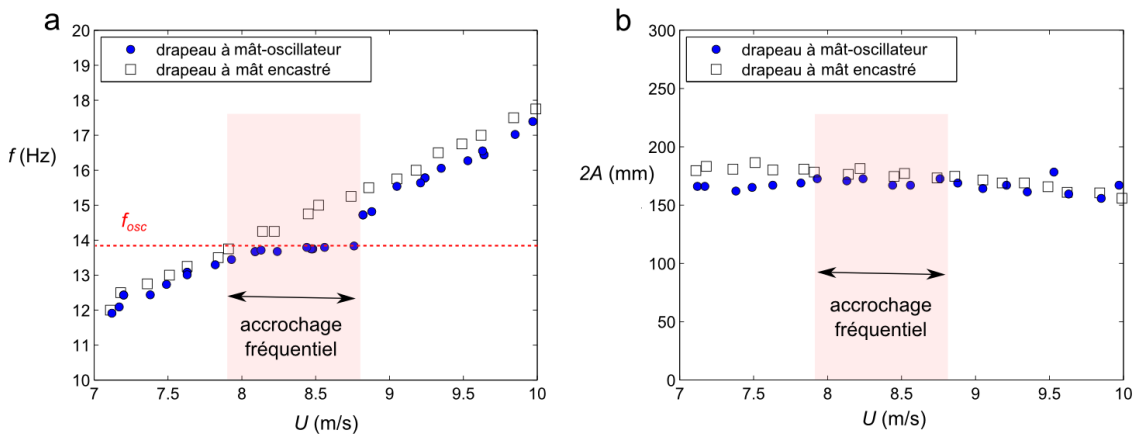 a
20
19
18
17
16
15
14
13
12
11
10
f (Hz)
drapeau à mât-oscillateur
drapeau à mât encastré
fosc
accrochage
fréquentiel
7 7.5 8 8.5 9 9.5 10
U (m/s)
b
300
250
200
150
100
50
0
2A (mm)
drapeau à mât-oscillateur
drapeau à mât encastré
accrochage
fréquentiel
7 7.5 8 8.5 9 9.5 10
U (m/s)